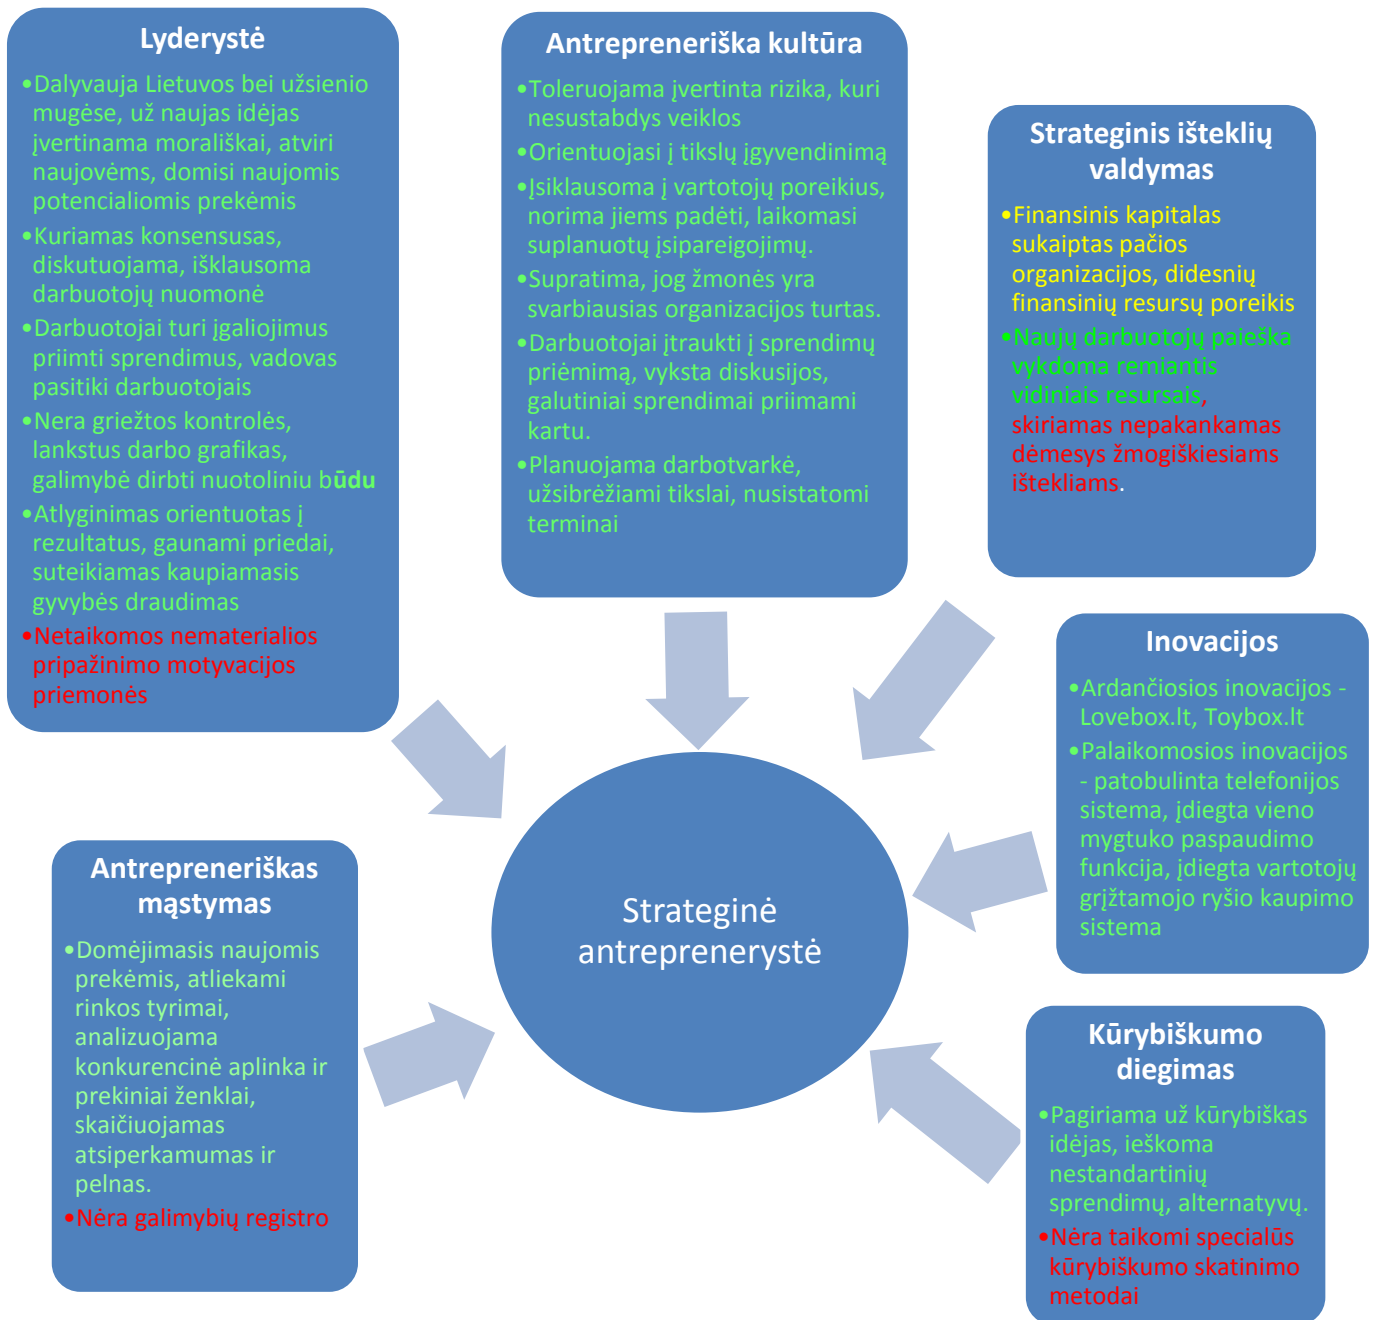 Lyderystė
•Dalyvauja Lietuvos bei užsienio
mugėse, už naujas idėjas
įvertinama morališkai, atviri
naujovėms, domisi naujomis
potencialiomis prekėmis
•Kuriamas konsensusas,
diskutuojama, išklausoma
darbuotojų nuomonė
•Darbuotojai turi įgaliojimus
priimti sprendimus, vadovas
pasitiki darbuotojais
•Nera griežtos kontrolės,
lankstus darbo grafikas,
galimybė dirbti nuotoliniu būdu
•Atlyginimas orientuotas į
rezultatus, gaunami priedai,
suteikiamas kaupiamasis
gyvybės draudimas
•Netaikomos nematerialios
pripažinimo motyvacijos
priemonės
Antrepreneriška kultūra
•Toleruojama įvertinta rizika, kuri
nesustabdys veiklos
•Orientuojasi į tikslų įgyvendinimą
•Įsiklausoma į vartotojų poreikius,
norima jiems padėti, laikomasi
suplanuotų įsipareigojimų.
•Supratima, jog žmonės yra
svarbiausias organizacijos turtas.
•Darbuotojai įtraukti į sprendimų
priėmimą, vyksta diskusijos,
galutiniai sprendimai priimami
kartu.
•Planuojama darbotvarkė,
užsibrėžiami tikslai, nusistatomi
terminai
Strateginis išteklių
valdymas
•Finansinis kapitalas
sukaiptas pačios
organizacijos, didesnių
finansinių resursų poreikis
•Naujų darbuotojų paieška
vykdoma remiantis
vidiniais resursais,
skiriamas nepakankamas
dėmesys žmogiškiesiams
ištekliams.
Inovacijos
•Ardančiosios inovacijos -
Lovebox.lt, Toybox.lt
•Palaikomosios inovacijos
- patobulinta telefonijos
sistema, įdiegta vieno
mygtuko paspaudimo
funkcija, įdiegta vartotojų
grįžtamojo ryšio kaupimo
sistema
Antrepreneriškas
mąstymas
•Domėjimasis naujomis
prekėmis, atliekami
rinkos tyrimai,
analizuojama
konkurencinė aplinka ir
prekiniai ženklai,
skaičiuojamas
atsiperkamumas ir
pelnas.
•Nėra galimybių registro
Strateginė
antreprenerystė
Kūrybiškumo
diegimas
•Pagiriama už kūrybiškas
idėjas, ieškoma
nestandartinių
sprendimų, alternatyvų.
•Nėra taikomi specialūs
kūrybiškumo skatinimo
metodai